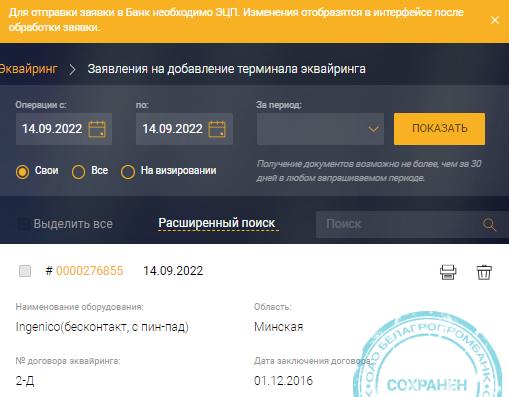 Для отправки заявки в Банк необходимо ЭЦП. Изменения отобразятся в интерфейсе после
обработки заявки.
Эквайринг > Заявления на добавление терминала эквайринга
Операции с: по: За период:
14.09.2022 14.09.2022 ПОКАЗАТЬ
Свои Все На визировании
Получение документов возможно не более, чем за 30
дней в любом запрашиваемом периоде.
Выделить все Расширенный поиск Поиск
# 0000276855 14.09.2022
Наименование оборудования: Область:
Ingenico(бесконтакт, с пин-пад) Минская
№ договора эквайринга: Дата заключения договора:
2-Д 01.12.2016
ОАО БЕЛАГРОПРОМБАНК
СОХРАНЕН